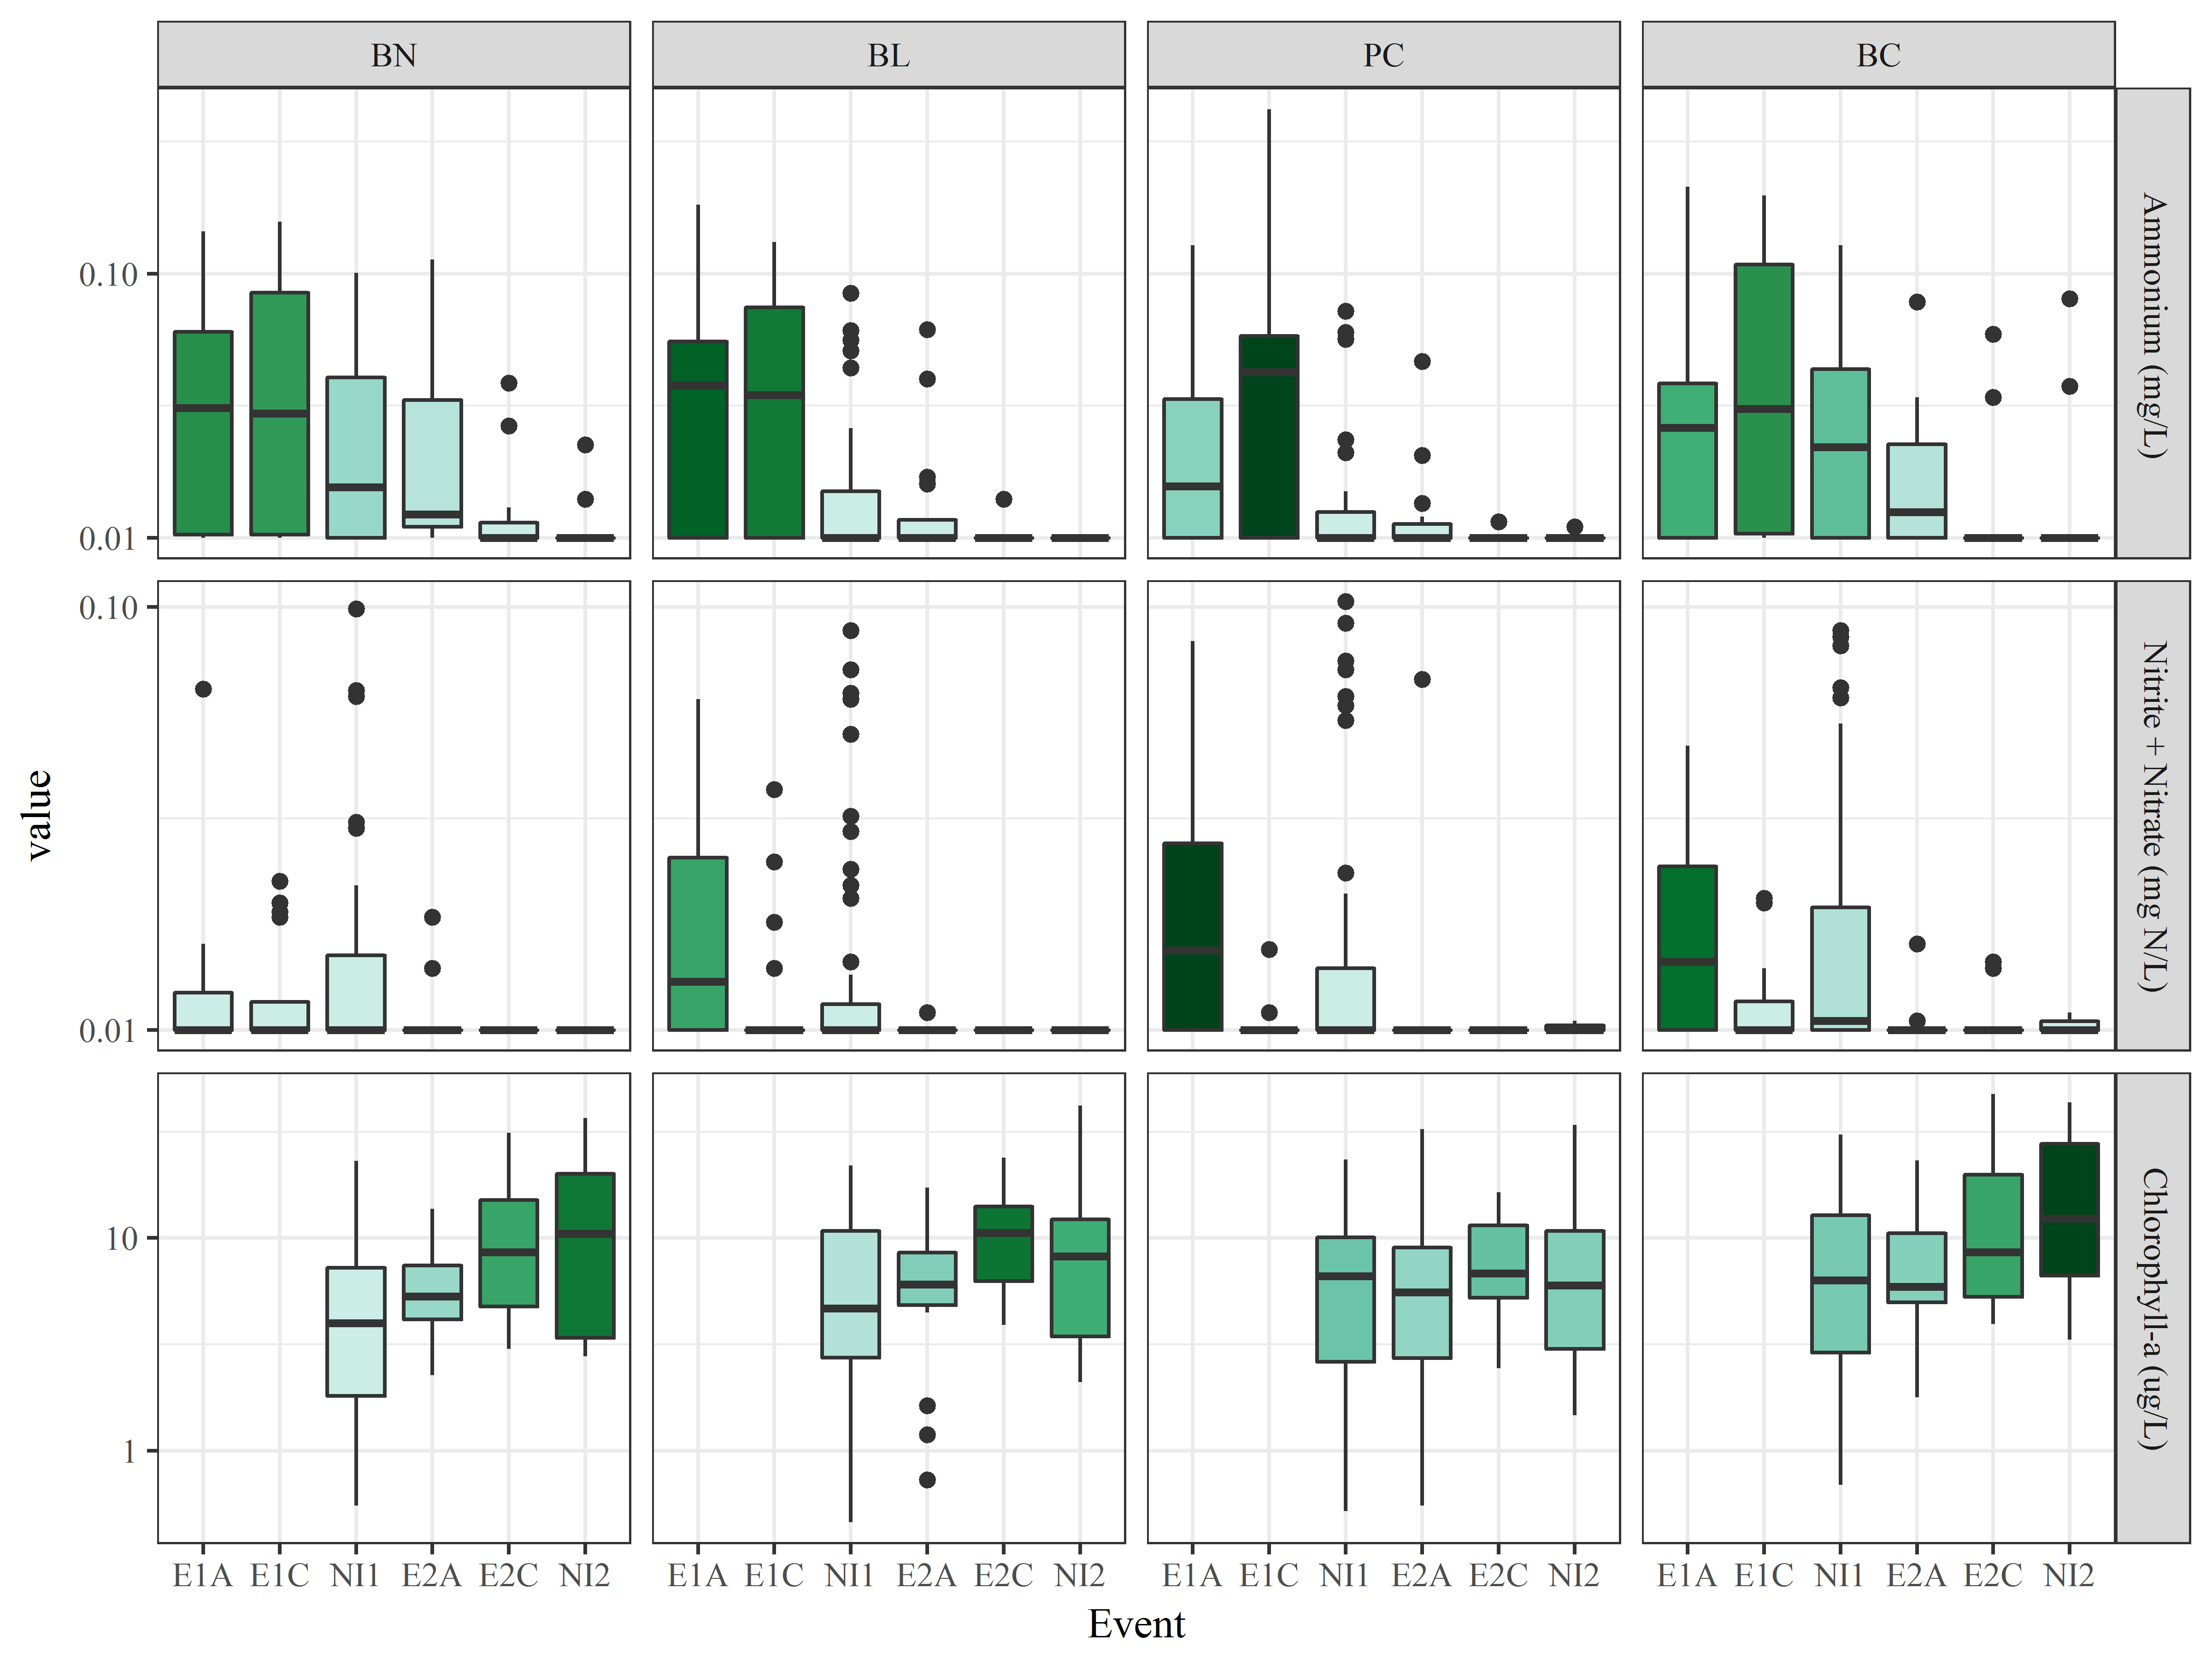 BN BL PC BC
0.10
0.01
Ammonium (mg/L)
0.10
0.01
Nitrite + Nitrate (mg N/L)
value
10
1
Chlorophyll-a (ug/L)
E1A E1C NI1 E2A E2C NI2 E1A E1C NI1 E2A E2C NI2 E1A E1C NI1 E2A E2C NI2 E1A E1C NI1 E2A E2C NI2
Event